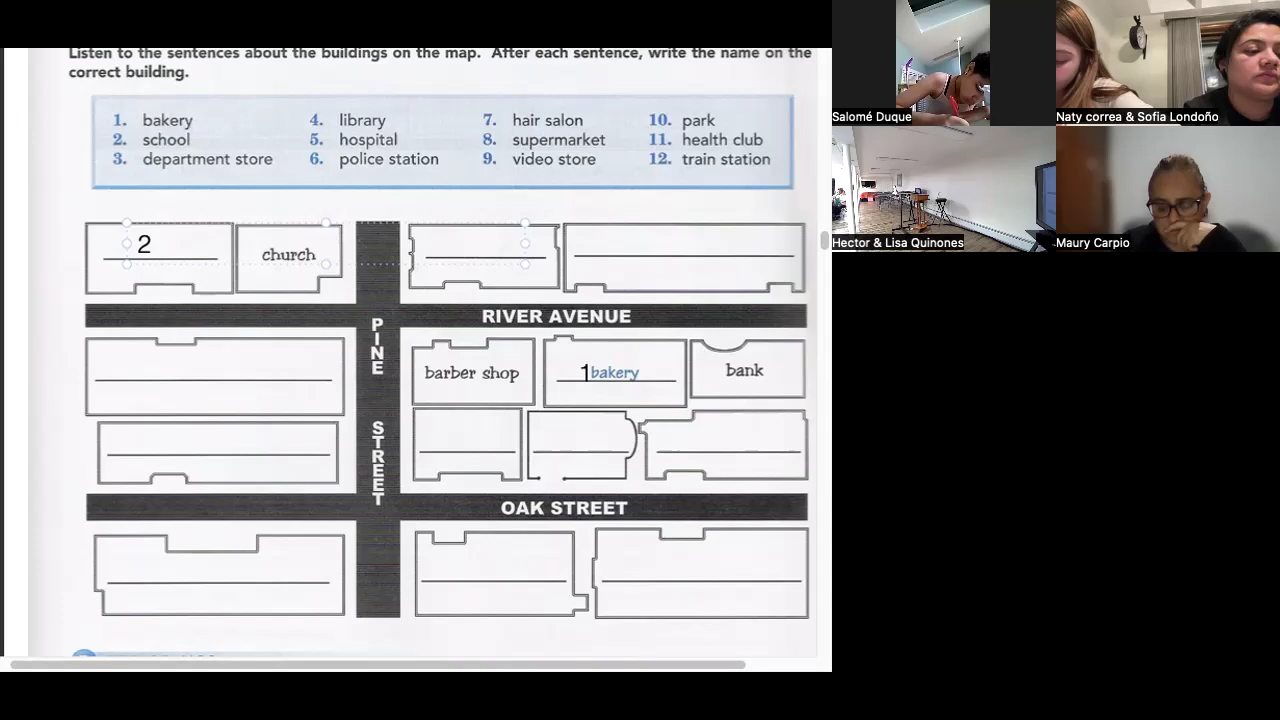 Listen to the sentences about the buildings on the map. After each sentence, write the name on the
correct building.
1. bakery 4. library 7. hair salon 10. park
2. school 5. hospital 8. supermarket 11. health club
3. department store 6. police station 9. video store 12. train station
2
church
RIVER AVENUE
PINE STREET
barber shop
1 bakery
bank
OAK STREET
Salomé Duque
Naty correa & Sofia Londoño
Hector & Lisa Quinones
Maury Carpio